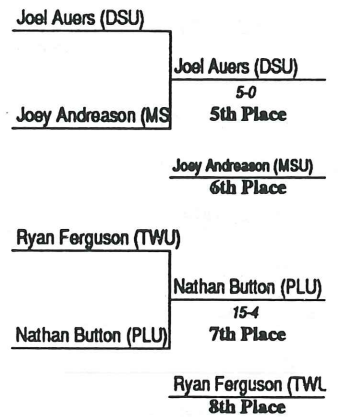 Joel Auers (DSU)
Joel Auers (DSU)
5-0
5th Place
Joey Andreason (MS
Joey Andreason (MSU)
6th Place
Ryan Ferguson (TWU)
Nathan Button (PLU)
15-4
7th Place
Nathan Button (PLU)
Ryan Ferguson (TWL
8th Place